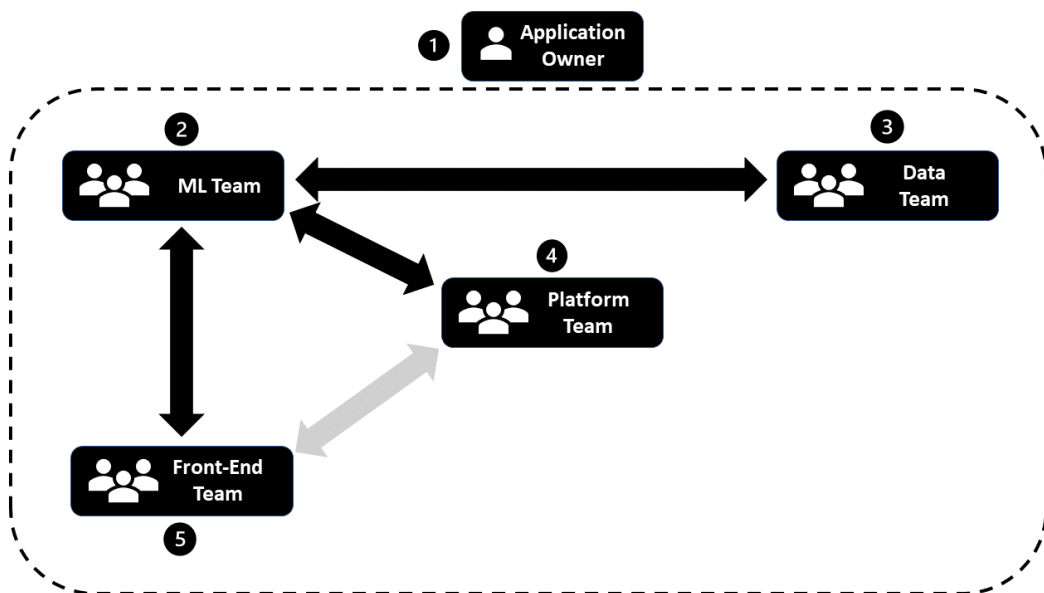 1
Application
Owner
2
ML Team
3
Data
Team
4
Platform
Team
Front-End
Team
5